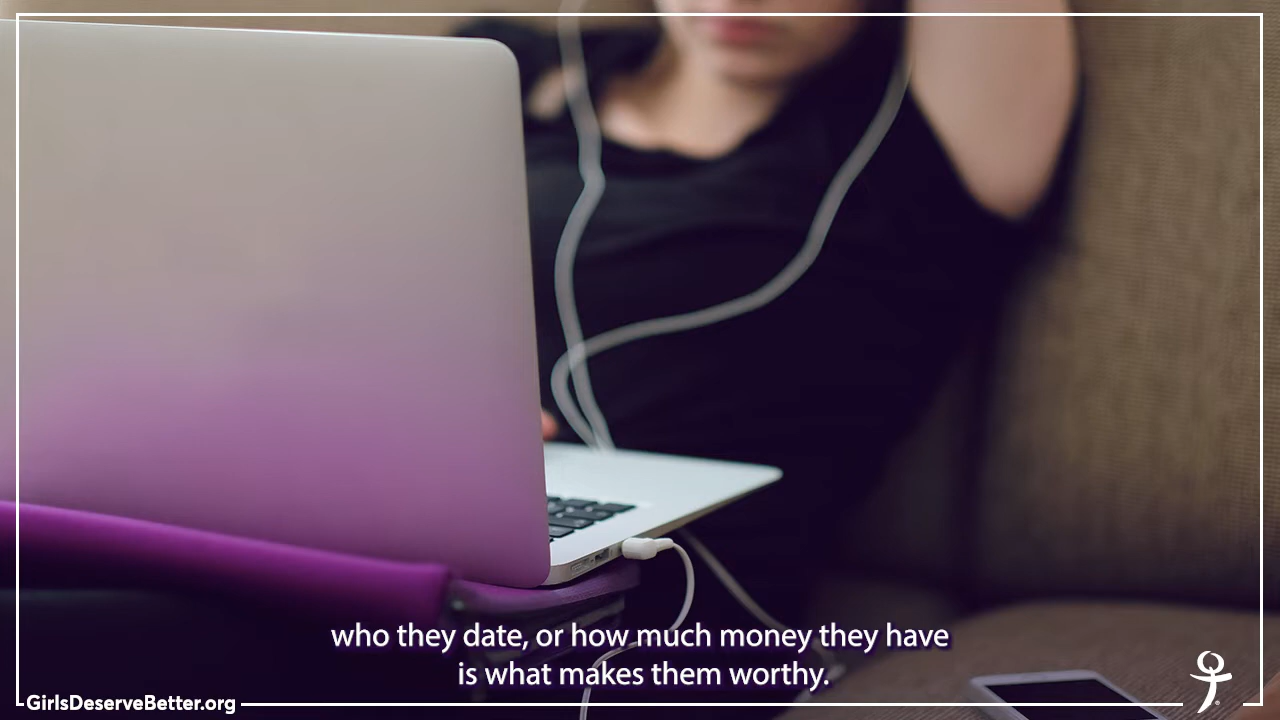 who they date, or how much money they have
is what makes them worthy.
GirlsDeserveBetter.org